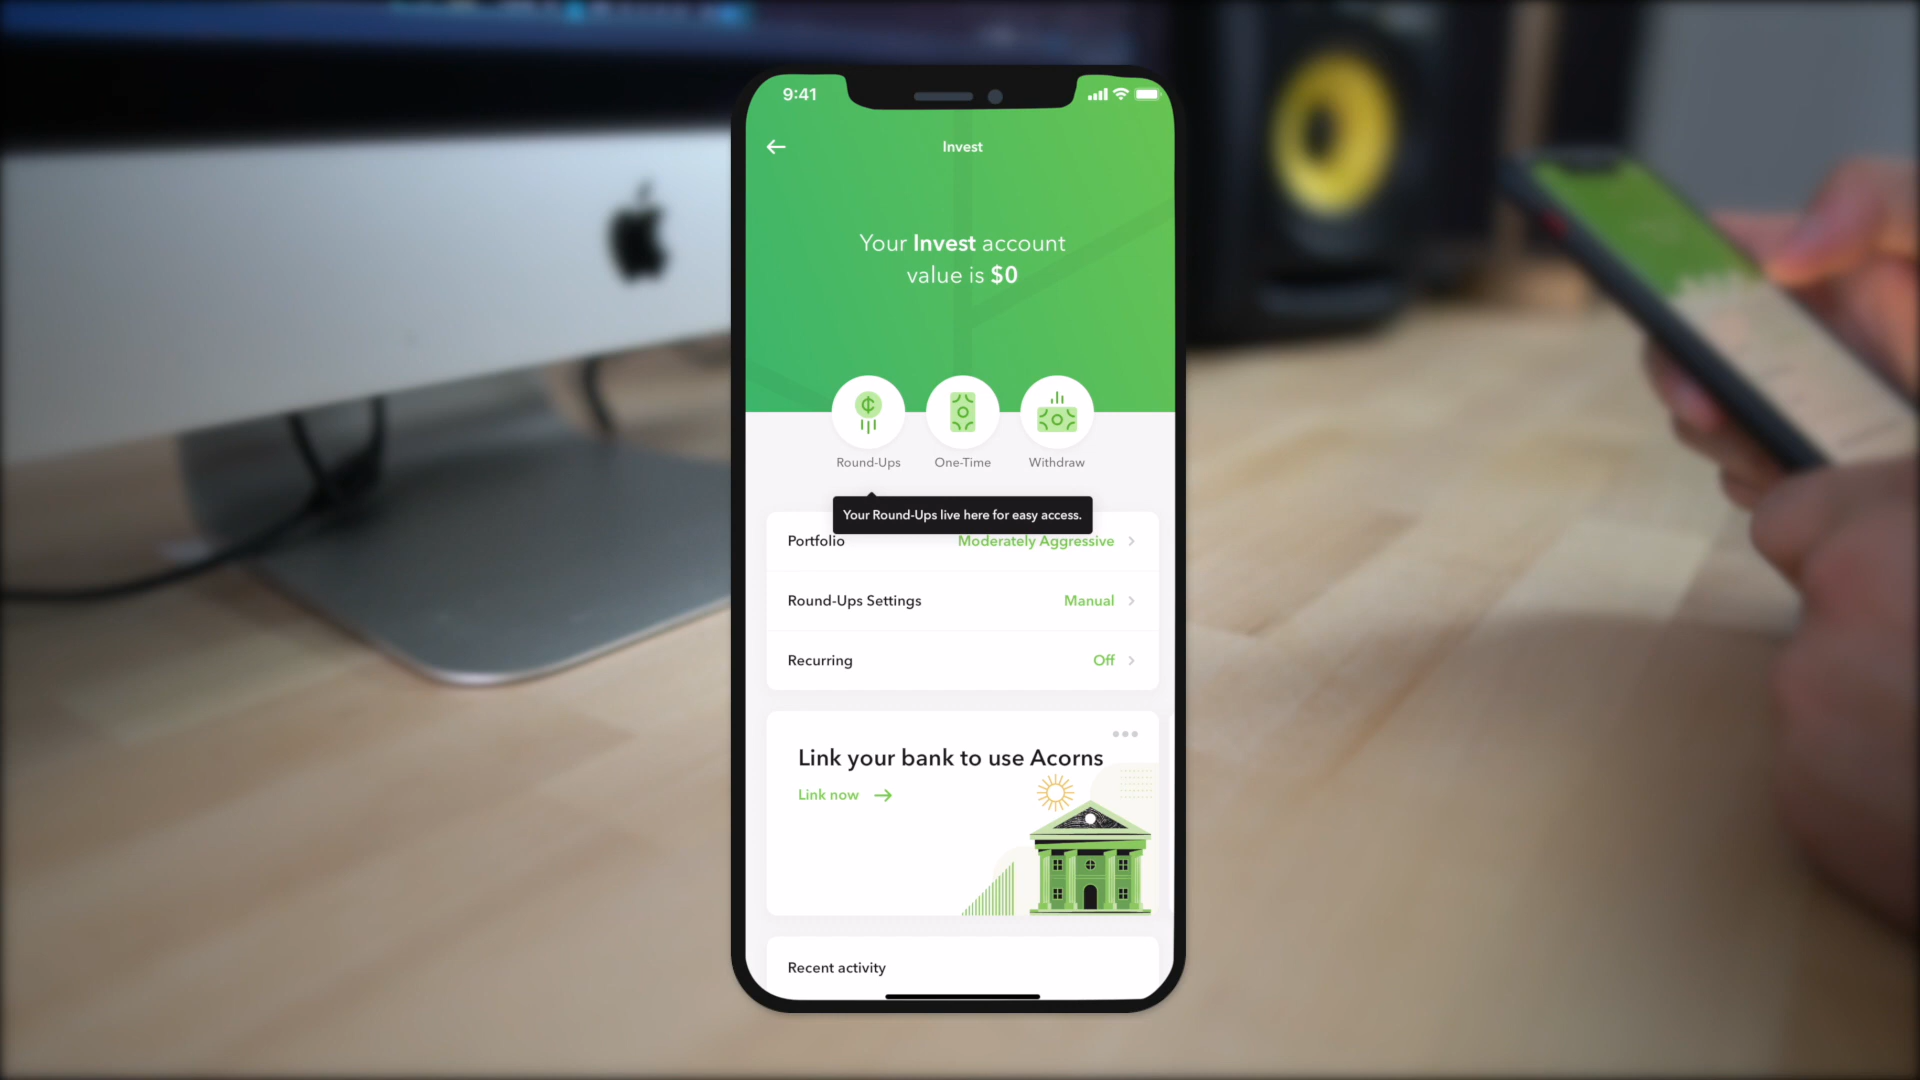 9:41
Invest
Your Invest account
value is $0
Round-Ups
One-Time
Withdraw
Your Round-Ups live here for easy access.
Portfolio
Moderately Aggressive
Round-Ups Settings
Manual
Recurring
Off
Link your bank to use Acorns
Link now
Recent activity